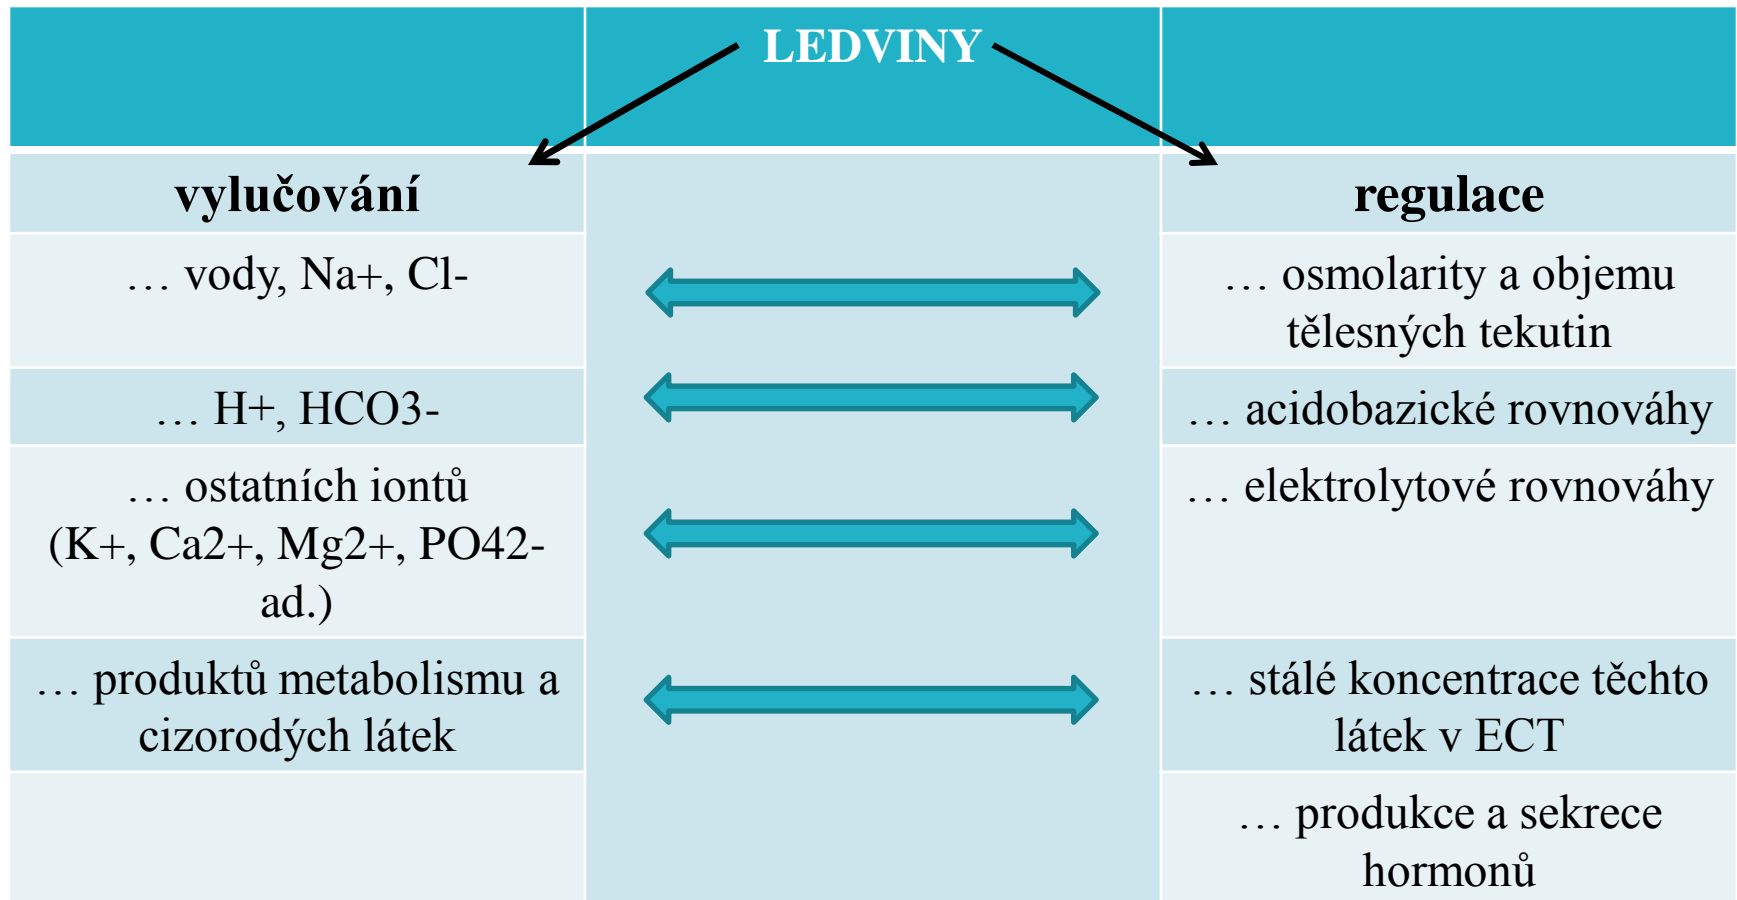 LEDVINY
vylučování
regulace
… vody, Na+, Cl-
… osmolarity a objemu
tělesných tekutin
… H+, HCO3-
… acidobazické rovnováhy
… ostatních iontů
(K+, Ca2+, Mg2+, PO42-
ad.)
… elektrolytové rovnováhy
… produktů metabolismu a
cizorodých látek
… stálé koncentrace těchto
látek v ECT
… produkce a sekrece
hormonů